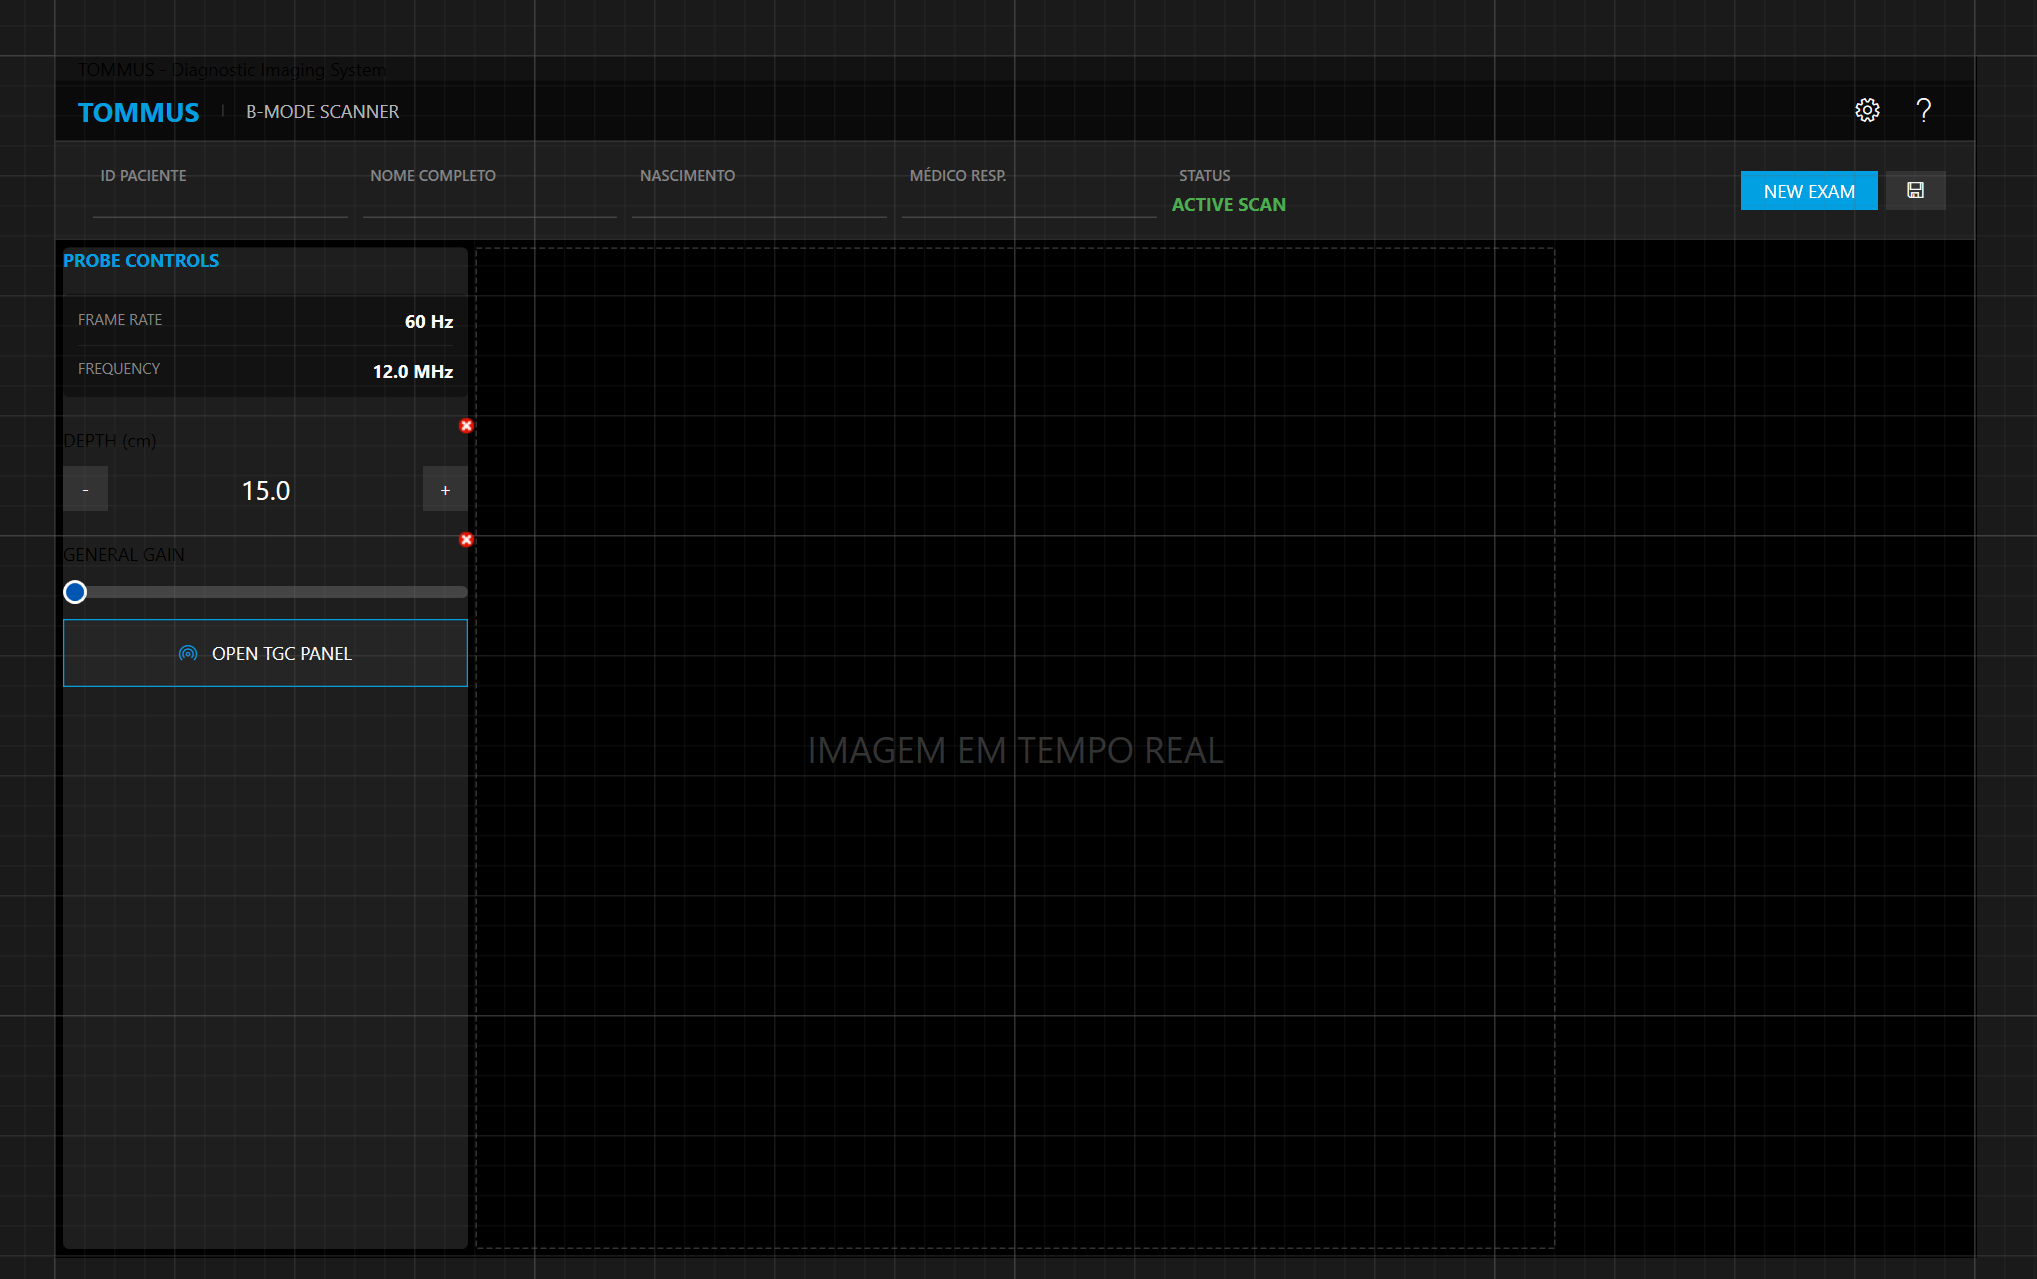 TOMMUS - Diagnostic Imaging System
TOMMUS | B-MODE SCANNER
ID PACIENTE NOME COMPLETO NASCIMENTO MÉDICO RESP. STATUS
ACTIVE SCAN
NEW EXAM
PROBE CONTROLS
FRAME RATE 60 Hz
FREQUENCY 12.0 MHz
DEPTH (cm)
- 15.0 +
GENERAL GAIN
OPEN TGC PANEL
IMAGEM EM TEMPO REAL